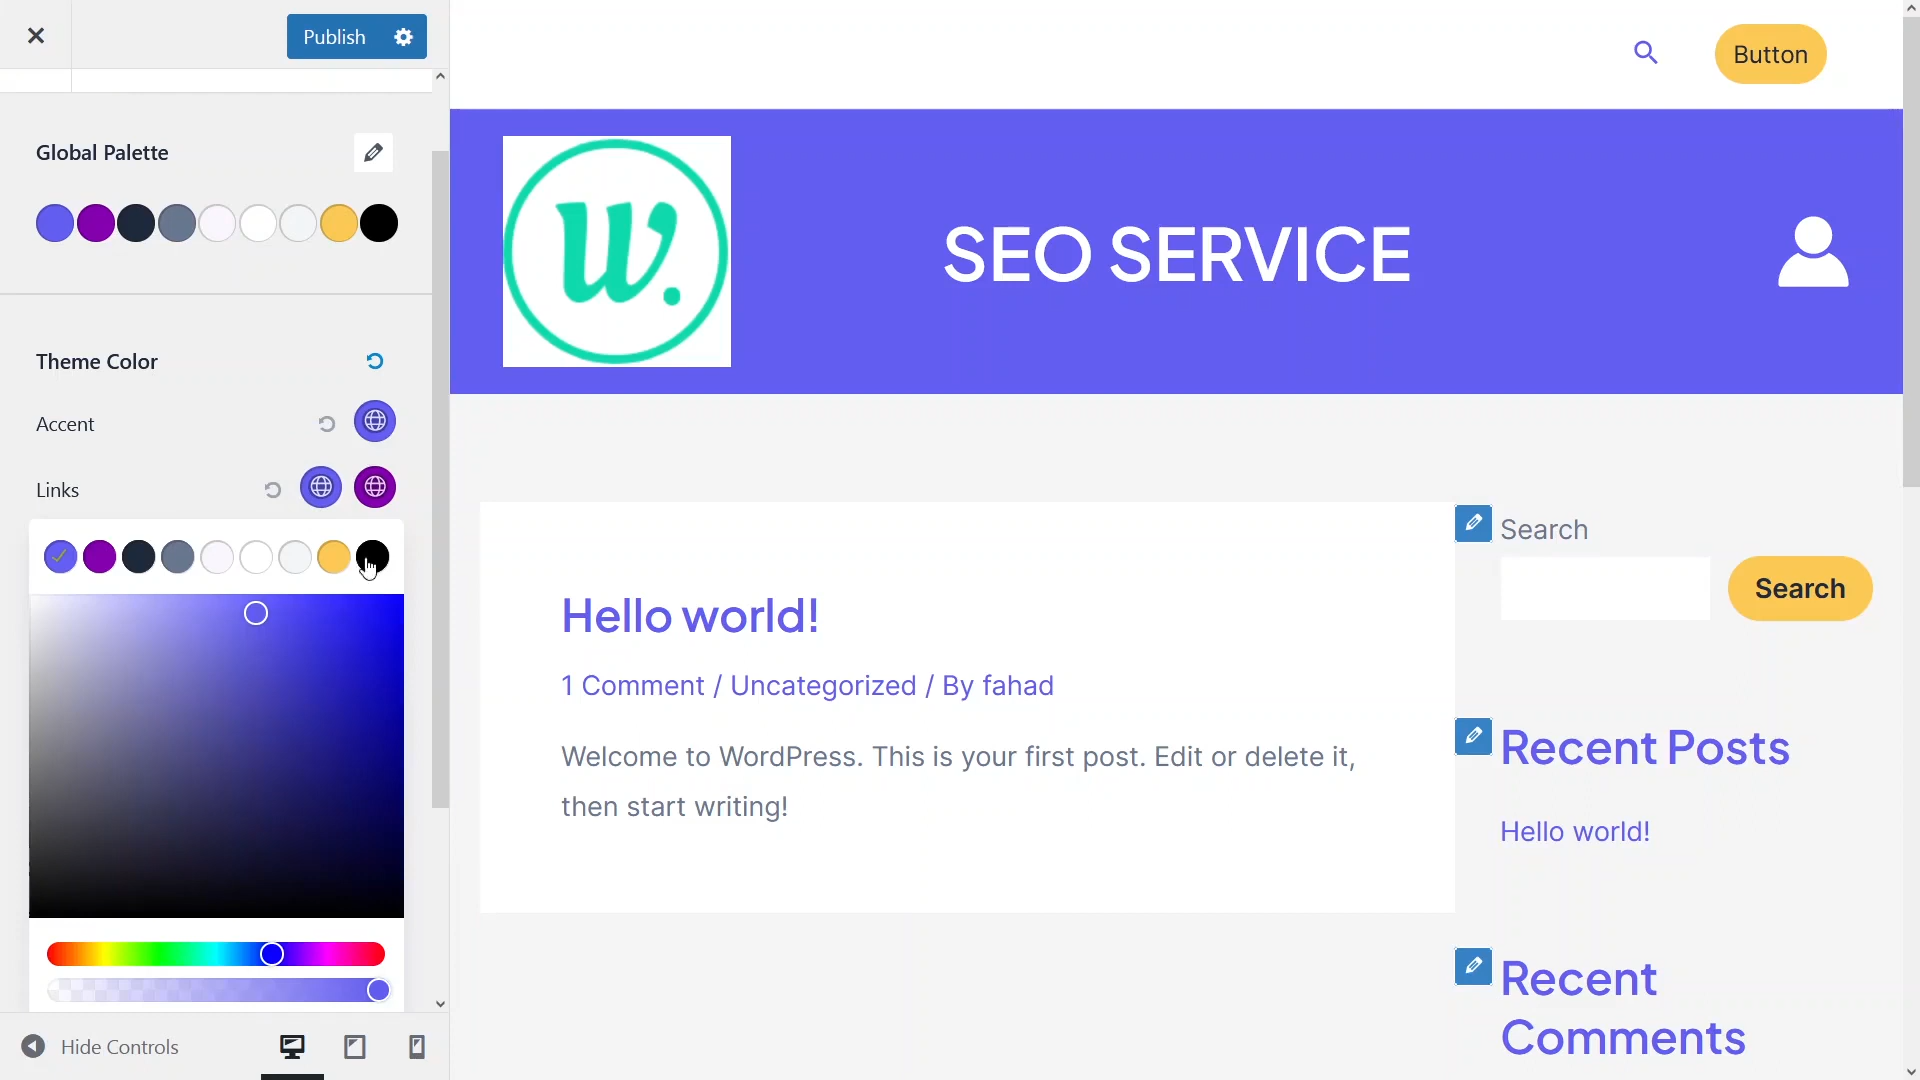 Publish
Global Palette
Theme Color
Accent
Links
Hide Controls
Button
w.
SEO SERVICE
Hello world!
1 Comment / Uncategorized / By fahad
Welcome to WordPress. This is your first post. Edit or delete it,
then start writing!
Search
Search
Recent Posts
Hello world!
Recent
Comments